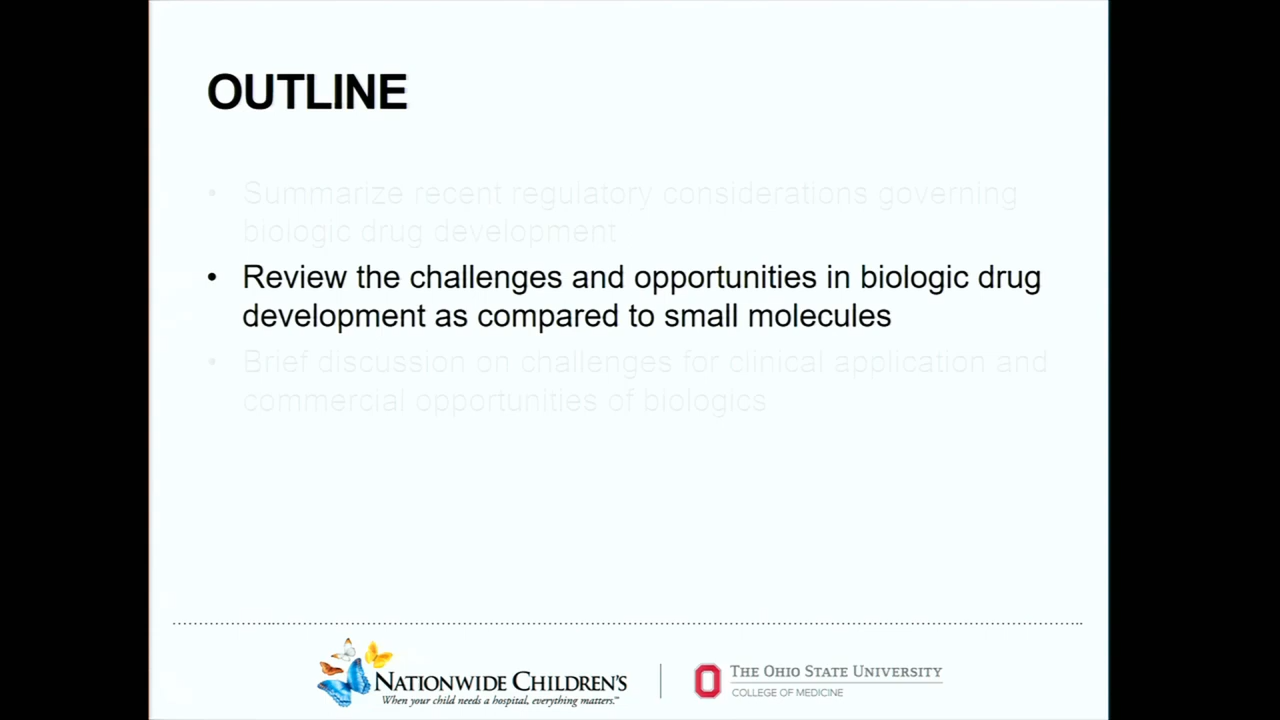 OUTLINE
• Summarize recent regulatory considerations governing
biologic drug development
• Review the challenges and opportunities in biologic drug
development as compared to small molecules
• Brief discussion on challenges for clinical application and
commercial opportunities of biologics
NATIONWIDE CHILDREN'S
When your child needs a hospital, everything matters.™
THE OHIO STATE UNIVERSITY
COLLEGE OF MEDICINE